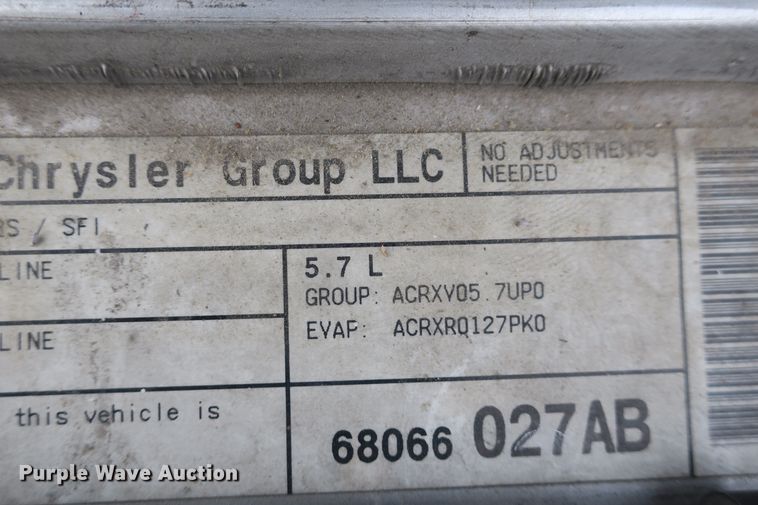 Chrysler Group LLC
NO ADJUSTMENTS
NEEDED
RS / SFI
LINE
5.7 L
GROUP: ACRXV05.7UP0
LINE
EVAP: ACRXR0127PK0
this vehicle is
68066 027AB
Purple Wave Auction